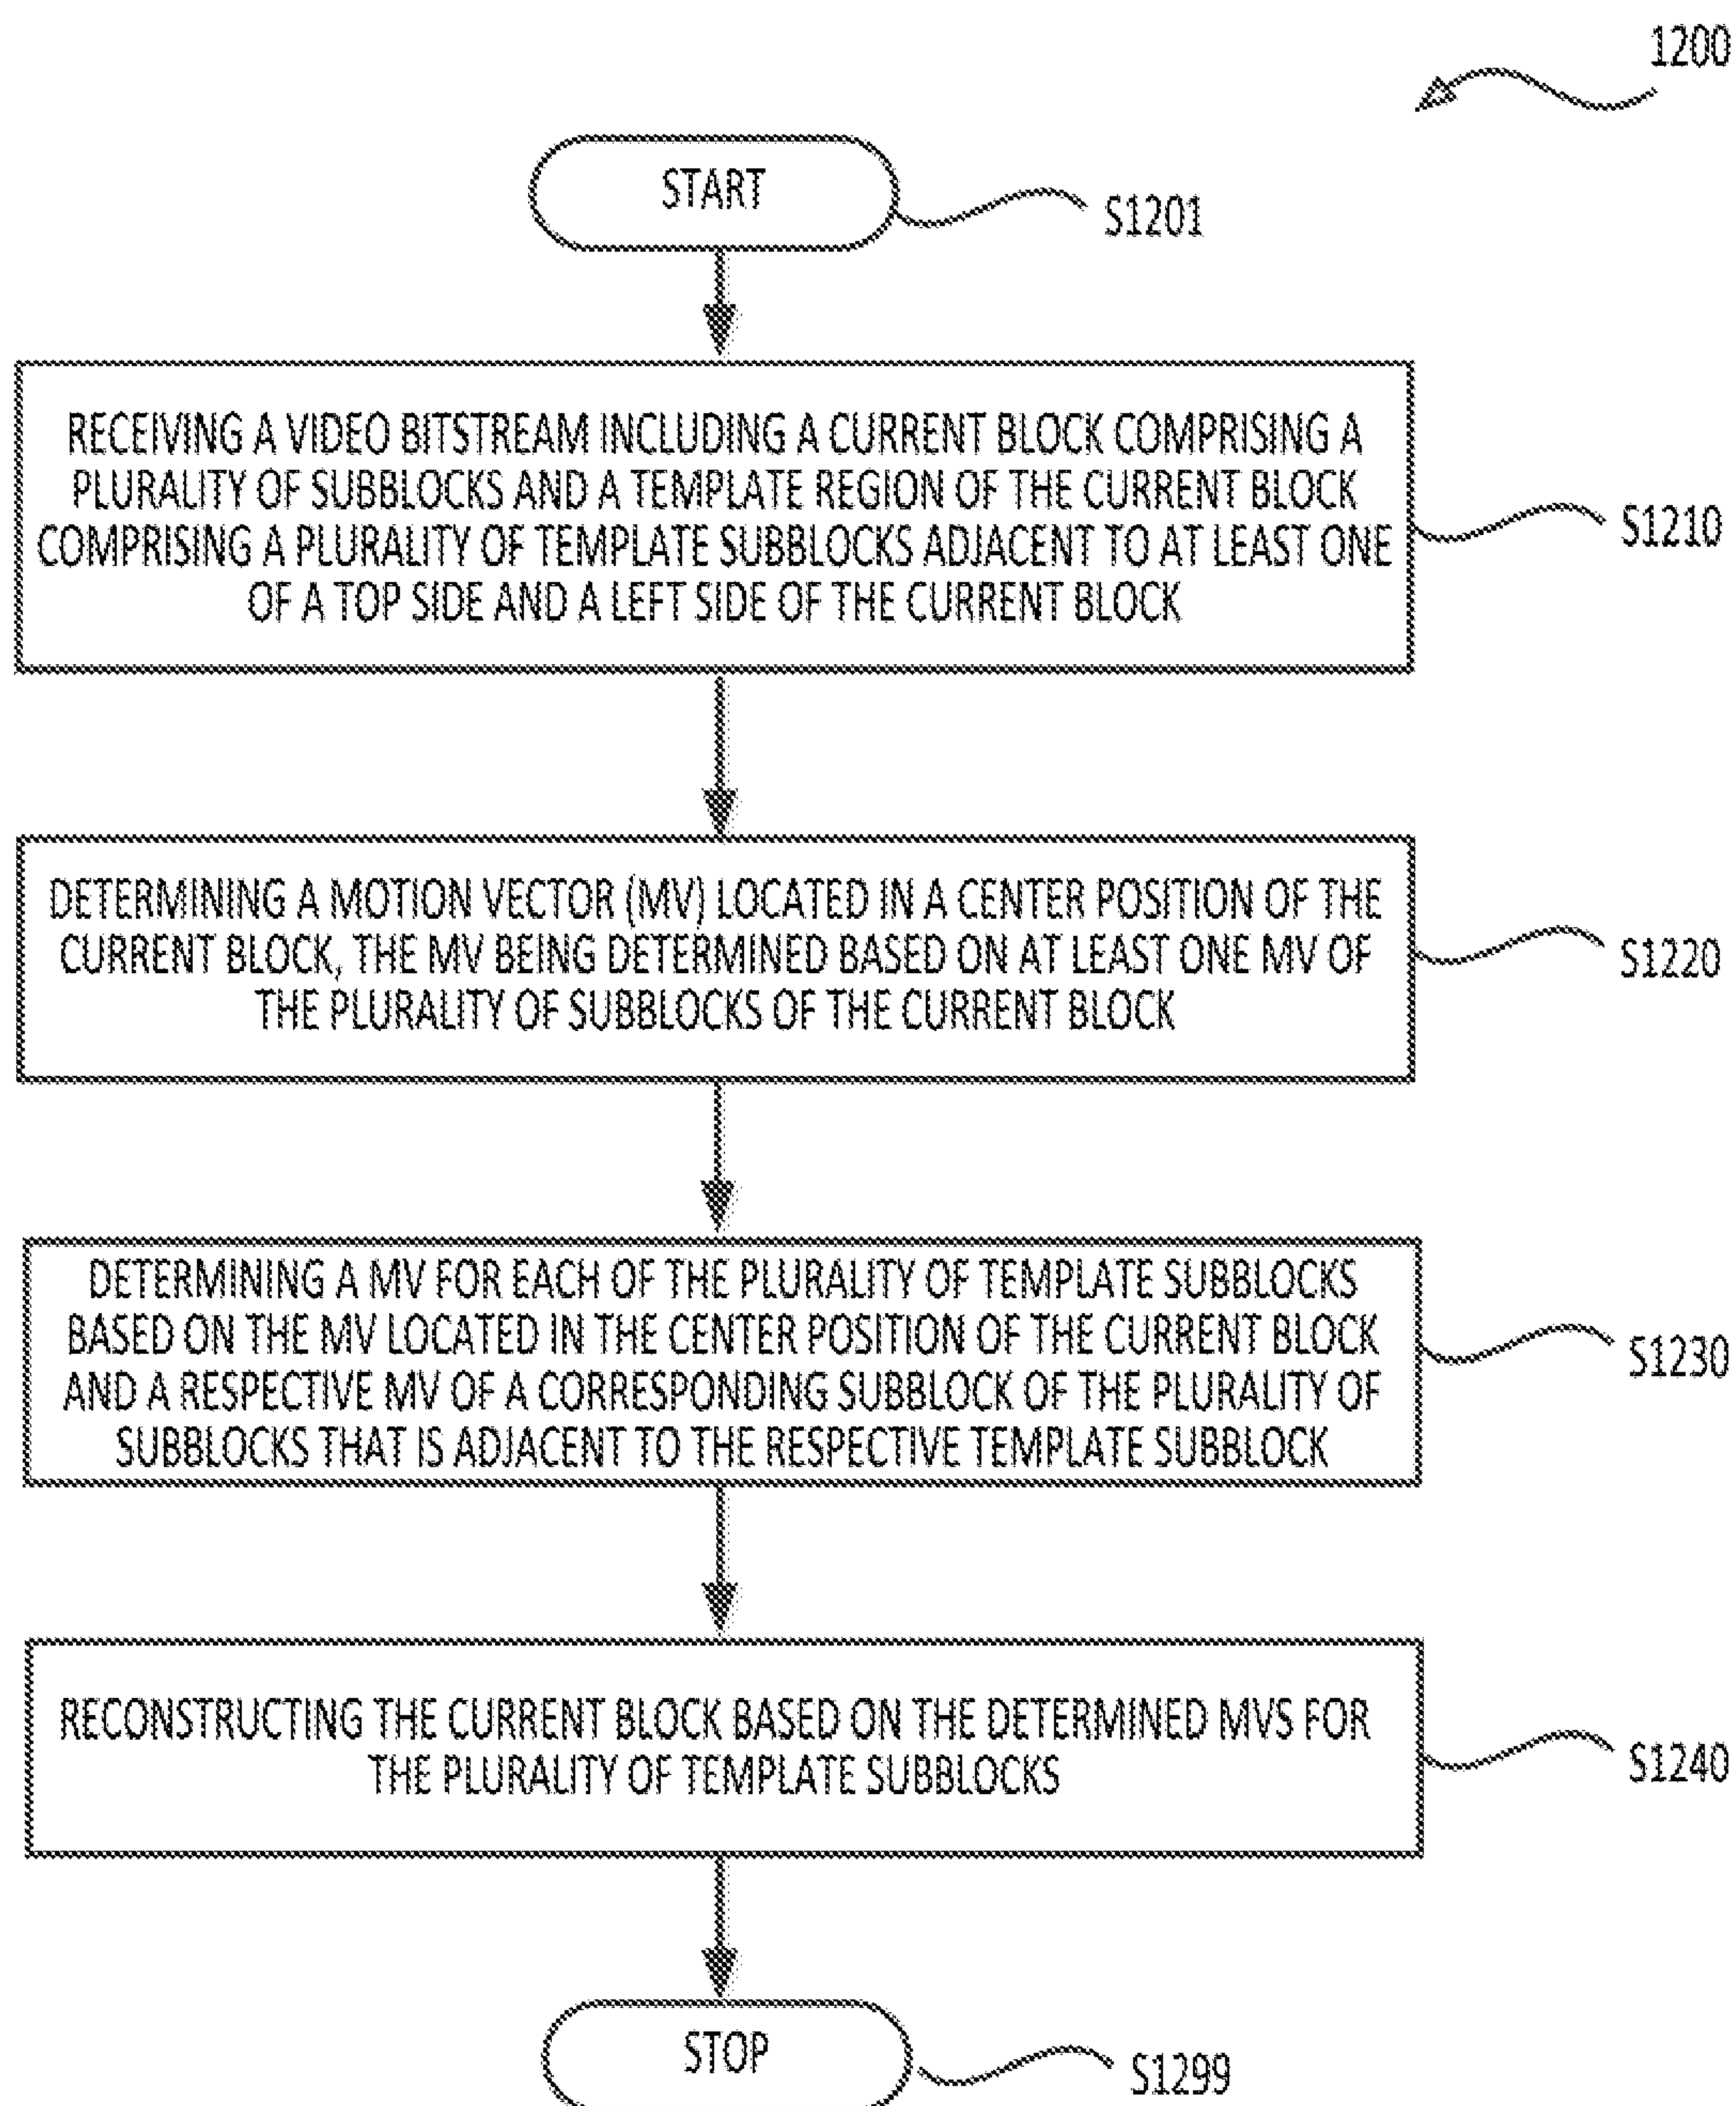 1200
START
S1201
RECEIVING A VIDEO BITSTREAM INCLUDING A CURRENT BLOCK COMPRISING A
PLURALITY OF SUBBLOCKS AND A TEMPLATE REGION OF THE CURRENT BLOCK
COMPRISING A PLURALITY OF TEMPLATE SUBBLOCKS ADJACENT TO AT LEAST ONE
OF A TOP SIDE AND A LEFT SIDE OF THE CURRENT BLOCK
S1210
DETERMINING A MOTION VECTOR (MV) LOCATED IN A CENTER POSITION OF THE
CURRENT BLOCK, THE MV BEING DETERMINED BASED ON AT LEAST ONE MV OF
THE PLURALITY OF SUBBLOCKS OF THE CURRENT BLOCK
S1220
DETERMINING A MV FOR EACH OF THE PLURALITY OF TEMPLATE SUBBLOCKS
BASED ON THE MV LOCATED IN THE CENTER POSITION OF THE CURRENT BLOCK
AND A RESPECTIVE MV OF A CORRESPONDING SUBBLOCK OF THE PLURALITY OF
SUBBLOCKS THAT IS ADJACENT TO THE RESPECTIVE TEMPLATE SUBBLOCK
S1230
RECONSTRUCTING THE CURRENT BLOCK BASED ON THE DETERMINED MVS FOR
THE PLURALITY OF TEMPLATE SUBBLOCKS
S1240
STOP
S1299